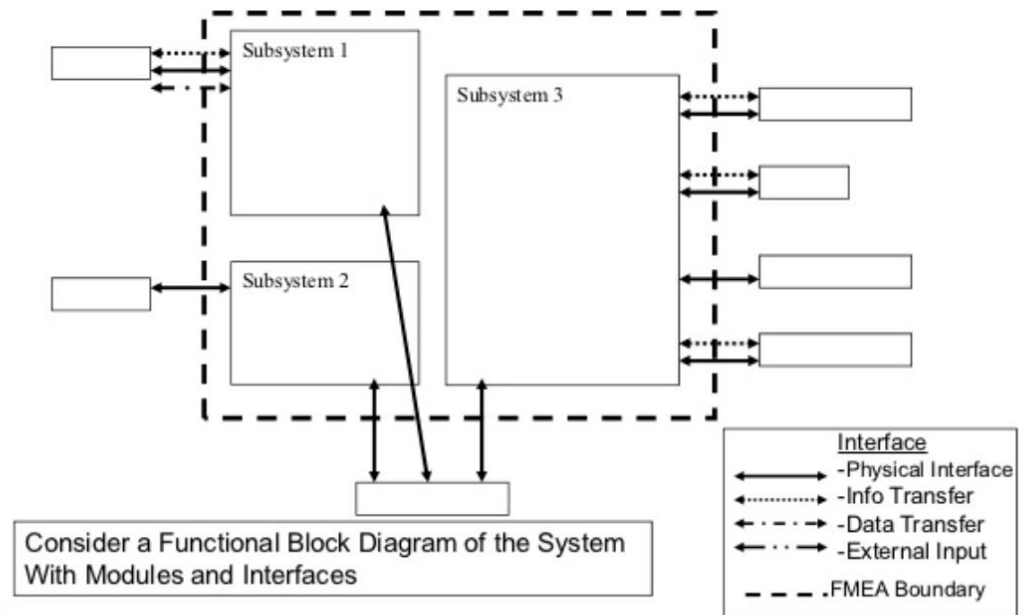 Subsystem 1
Subsystem 3
Subsystem 2
Interface
-Physical Interface
-Info Transfer
-Data Transfer
-External Input
FMEA Boundary
Consider a Functional Block Diagram of the System
With Modules and Interfaces